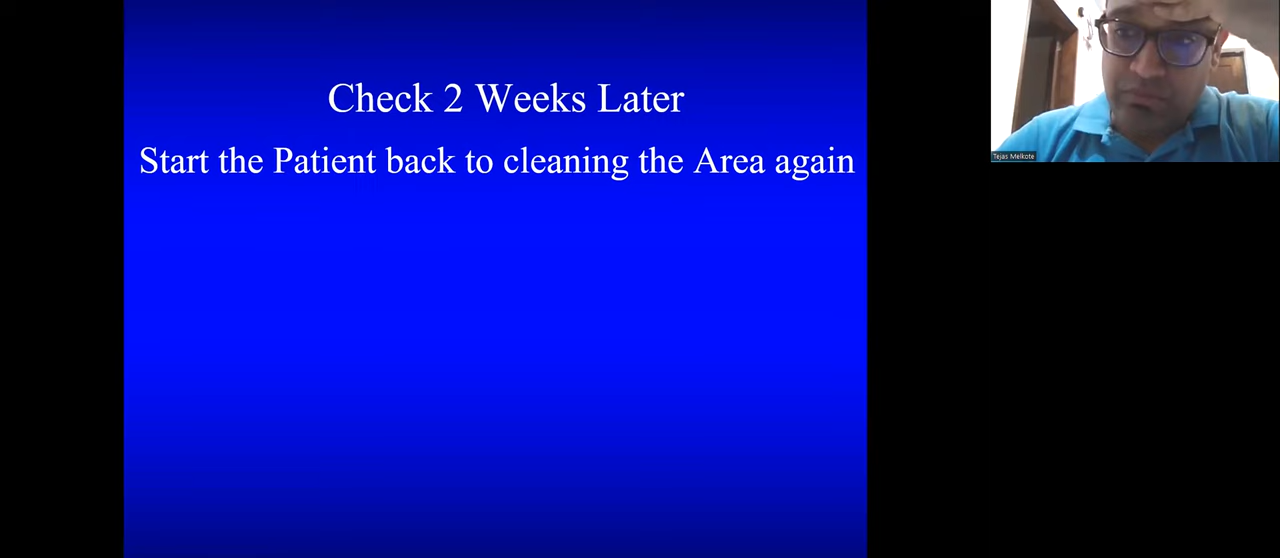 Check 2 Weeks Later
Start the Patient back to cleaning the Area again
Tejas Melkote